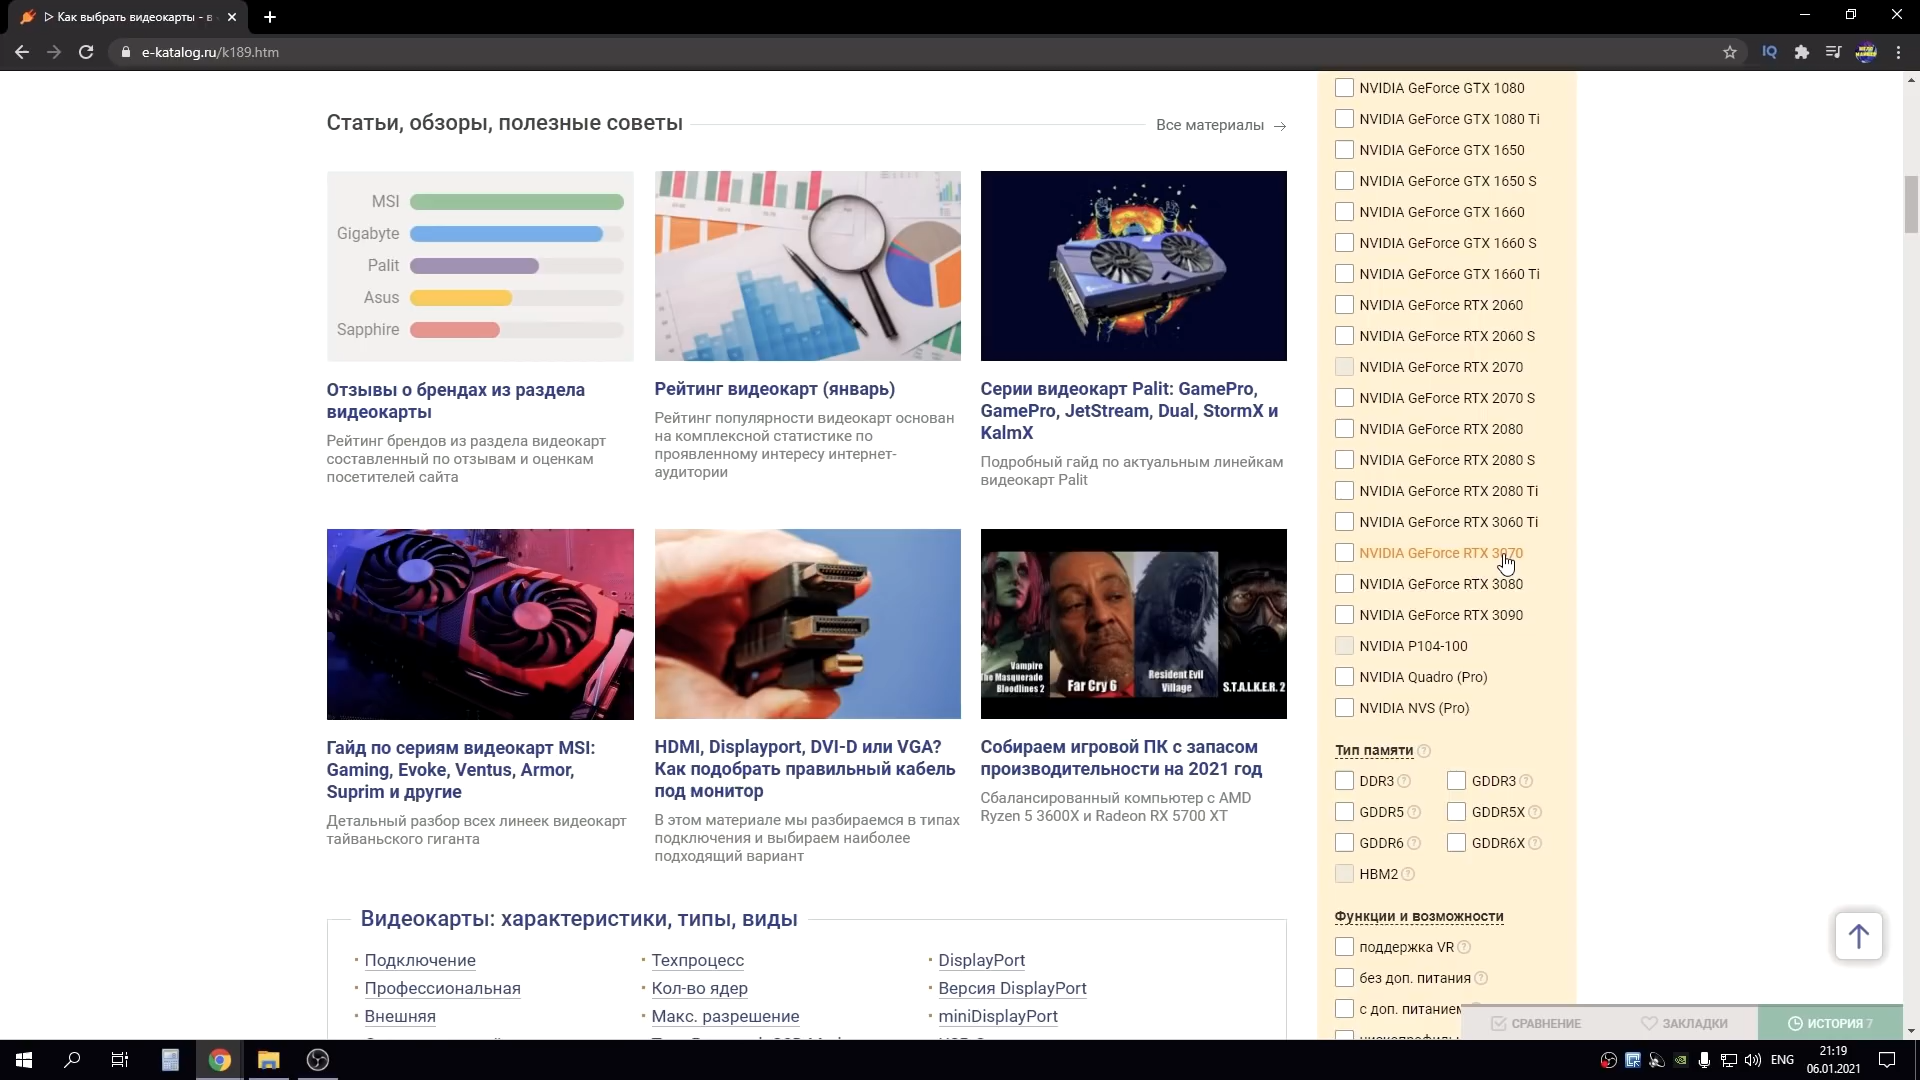 Как выбрать видеокарты - в
e-katalog.ru/k189.htm
IQ
Статьи, обзоры, полезные советы
Все материалы
MSI
Gigabyte
Palit
Asus
Sapphire
Отзывы о брендах из раздела
видеокарты
Рейтинг брендов из раздела видеокарт
составленный по отзывам и оценкам
посетителей сайта
Рейтинг видеокарт (январь)
Рейтинг популярности видеокарт основан
на комплексной статистике по
проявленному интересу интернет-
аудитории
Серии видеокарт Palit: GamePro,
GamePro, JetStream, Dual, StormX и
KalmX
Подробный гайд по актуальным линейкам
видеокарт Palit
Vampire
The Masquerade
Bloodlines 2
Far Cry 6
Resident Evil
Village
S.T.A.L.K.E.R. 2
Гайд по сериям видеокарт MSI:
Gaming, Evoke, Ventus, Armor,
Suprim и другие
Детальный разбор всех линеек видеокарт
тайваньского гиганта
HDMI, Displayport, DVI-D или VGA?
Как подобрать правильный кабель
под монитор
В этом материале мы разбираемся в типах
подключения и выбираем наиболее
подходящий вариант
Собираем игровой ПК с запасом
производительности на 2021 год
Сбалансированный компьютер с AMD
Ryzen 5 3600X и Radeon RX 5700 XT
Видеокарты: характеристики, типы, виды
Подключение
Профессиональная
Внешняя
Техпроцесс
Кол-во ядер
Макс. разрешение
DisplayPort
Версия DisplayPort
miniDisplayPort
NVIDIA GeForce GTX 1080
NVIDIA GeForce GTX 1080 Ti
NVIDIA GeForce GTX 1650
NVIDIA GeForce GTX 1650 S
NVIDIA GeForce GTX 1660
NVIDIA GeForce GTX 1660 S
NVIDIA GeForce GTX 1660 Ti
NVIDIA GeForce RTX 2060
NVIDIA GeForce RTX 2060 S
NVIDIA GeForce RTX 2070
NVIDIA GeForce RTX 2070 S
NVIDIA GeForce RTX 2080
NVIDIA GeForce RTX 2080 S
NVIDIA GeForce RTX 2080 Ti
NVIDIA GeForce RTX 3060 Ti
NVIDIA GeForce RTX 3070
NVIDIA GeForce RTX 3080
NVIDIA GeForce RTX 3090
NVIDIA P104-100
NVIDIA Quadro (Pro)
NVIDIA NVS (Pro)
Тип памяти ?
DDR3 ? GDDR3 ?
GDDR5 ? GDDR5X ?
GDDR6 ? GDDR6X ?
HBM2 ?
Функции и возможности
поддержка VR ?
без доп. питания ?
с доп. питанием
СРАВНЕНИЕ
ЗАКЛАДКИ
ИСТОРИЯ 7
ENG
21:19
06.01.2021